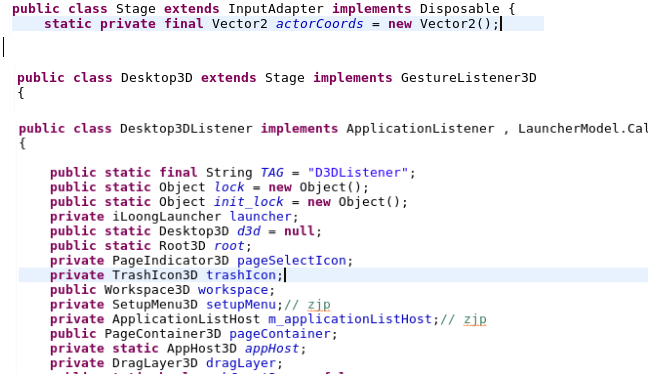 public class Stage extends InputAdapter implements Disposable {
static private final Vector2 actorCoords = new Vector2();
public class Desktop3D extends Stage implements GestureListener3D
{
public class Desktop3DListener implements ApplicationListener , LauncherModel.Cal
{
public static final String TAG = "D3DListener";
public static Object lock = new Object();
public static Object init_lock = new Object();
private iLoongLauncher launcher;
public static Desktop3D d3d = null;
public static Root3D root;
private PageIndicator3D pageSelectIcon;
private TrashIcon3D trashIcon;
public Workspace3D workspace;
private SetupMenu3D setupMenu;// zjp
private ApplicationListHost m_applicationListHost;// zjp
public PageContainer3D pageContainer;
private static AppHost3D appHost;
private DragLayer3D dragLayer;